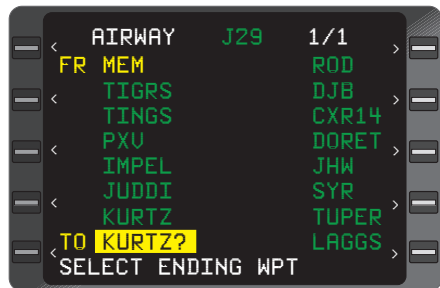 < AIRWAY J29 1/1 >
FR MEM ROD
< TIGRS DJB >
TINGS CXR14
< PXV DORET >
IMPEL JHW
< JUDDI SYR >
KURTZ TUPER
< TO KURTZ? LAGGS >
SELECT ENDING WPT